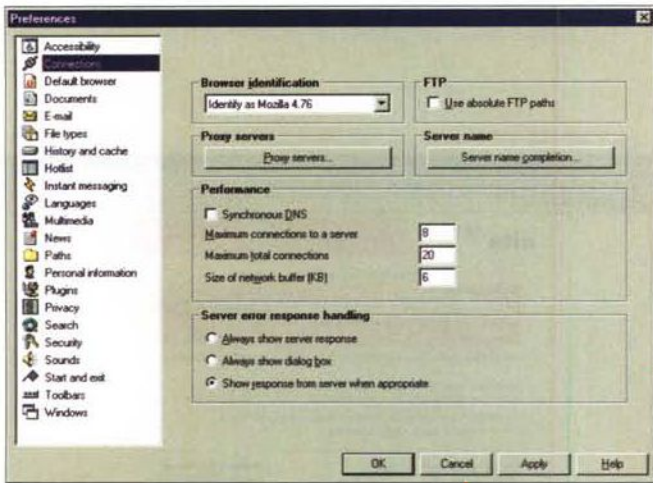 Preferences
Accessibility
Connections
Default browser
Documents
E-mail
File types
History and cache
Hotlist
Instant messaging
Languages
Multimedia
News
Paths
Personal information
Plugins
Privacy
Search
Security
Sounds
Start and exit
Toolbars
Windows
Browser identification
Identify as Mozilla 4.76
FTP
Use absolute FTP paths
Proxy servers
Proxy servers...
Server name
Server name completion...
Performance
Synchronous DNS
Maximum connections to a server 8
Maximum total connections 20
Size of network buffer [KB] 6
Server error response handling
Always show server response
Always show dialog box
Show response from server when appropriate
OK Cancel Apply Help